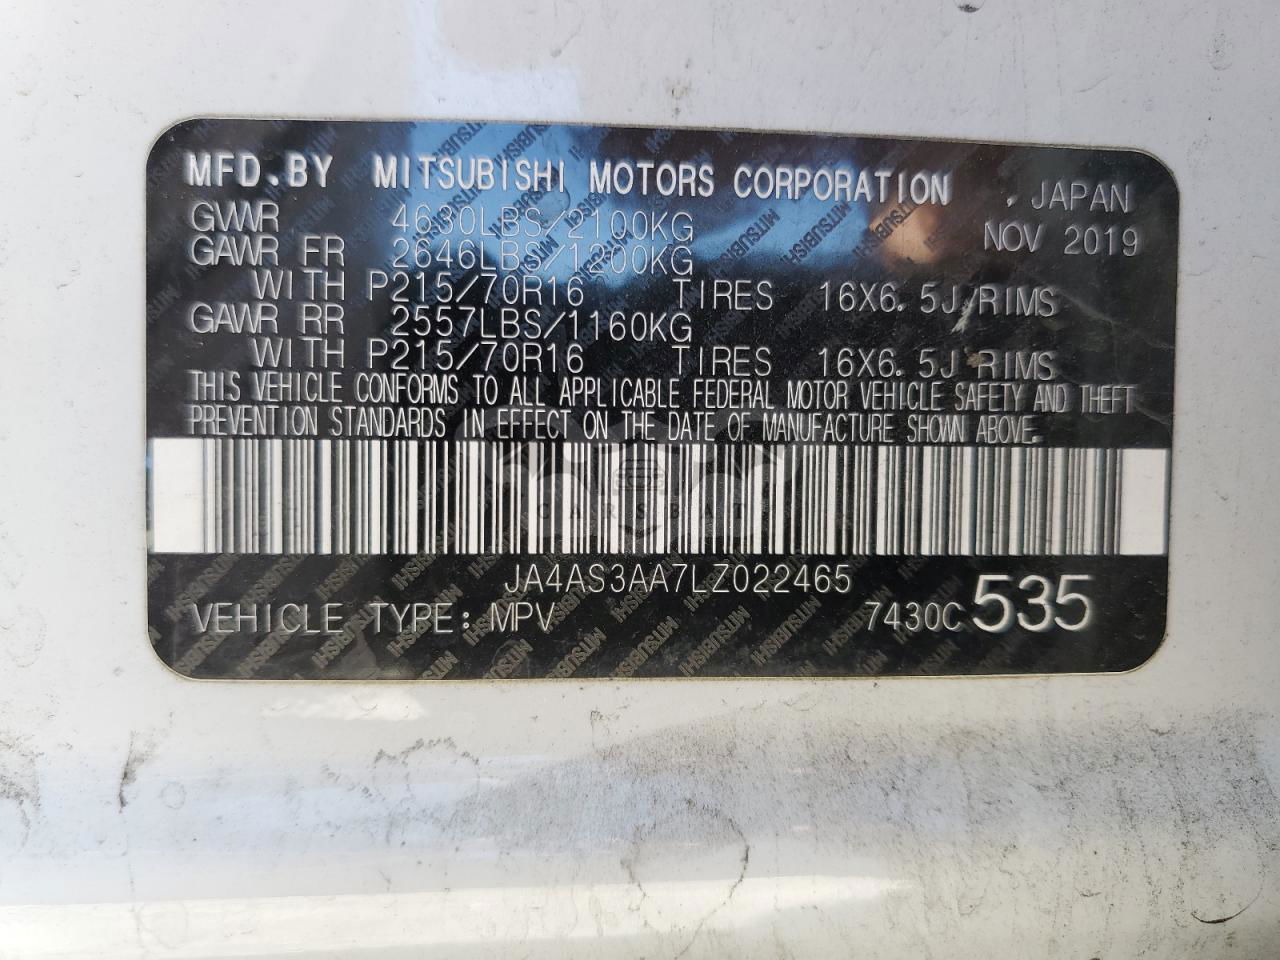 MFD.BY MITSUBISHI MOTORS CORPORATION , JAPAN
GVWR 4630LBS/2100KG NOV 2019
GAWR FR 2646LBS/1200KG
WITH P215/70R16 TIRES 16X6.5J RIMS
GAWR RR 2557LBS/1160KG
WITH P215/70R16 TIRES 16X6.5J RIMS
THIS VEHICLE CONFORMS TO ALL APPLICABLE FEDERAL MOTOR VEHICLE SAFETY AND THEFT
PREVENTION STANDARDS IN EFFECT ON THE DATE OF MANUFACTURE SHOWN ABOVE.
CARSBAT
JA4AS3AA7LZ022465
VEHICLE TYPE: MPV 7430C 535